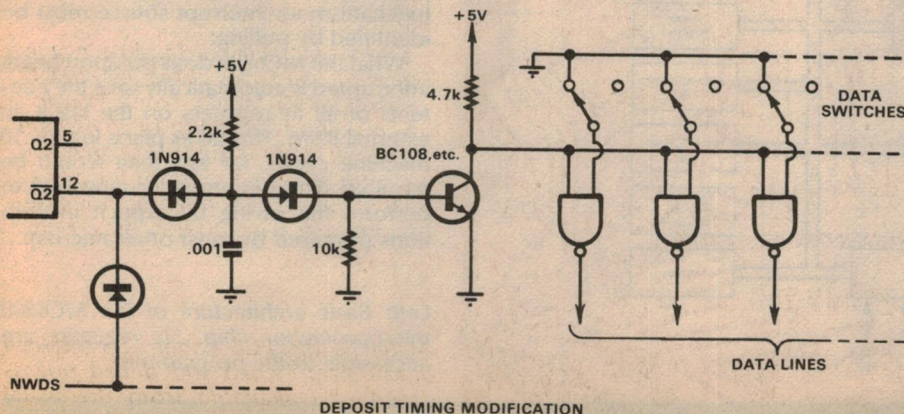 +5V
+5V
4.7k
DATA
SWITCHES
2.2k
Q2
5
1N914
1N914
BC108,etc.
Q2
12
.001
10k
DATA LINES
NWDS
DEPOSIT TIMING MODIFICATION